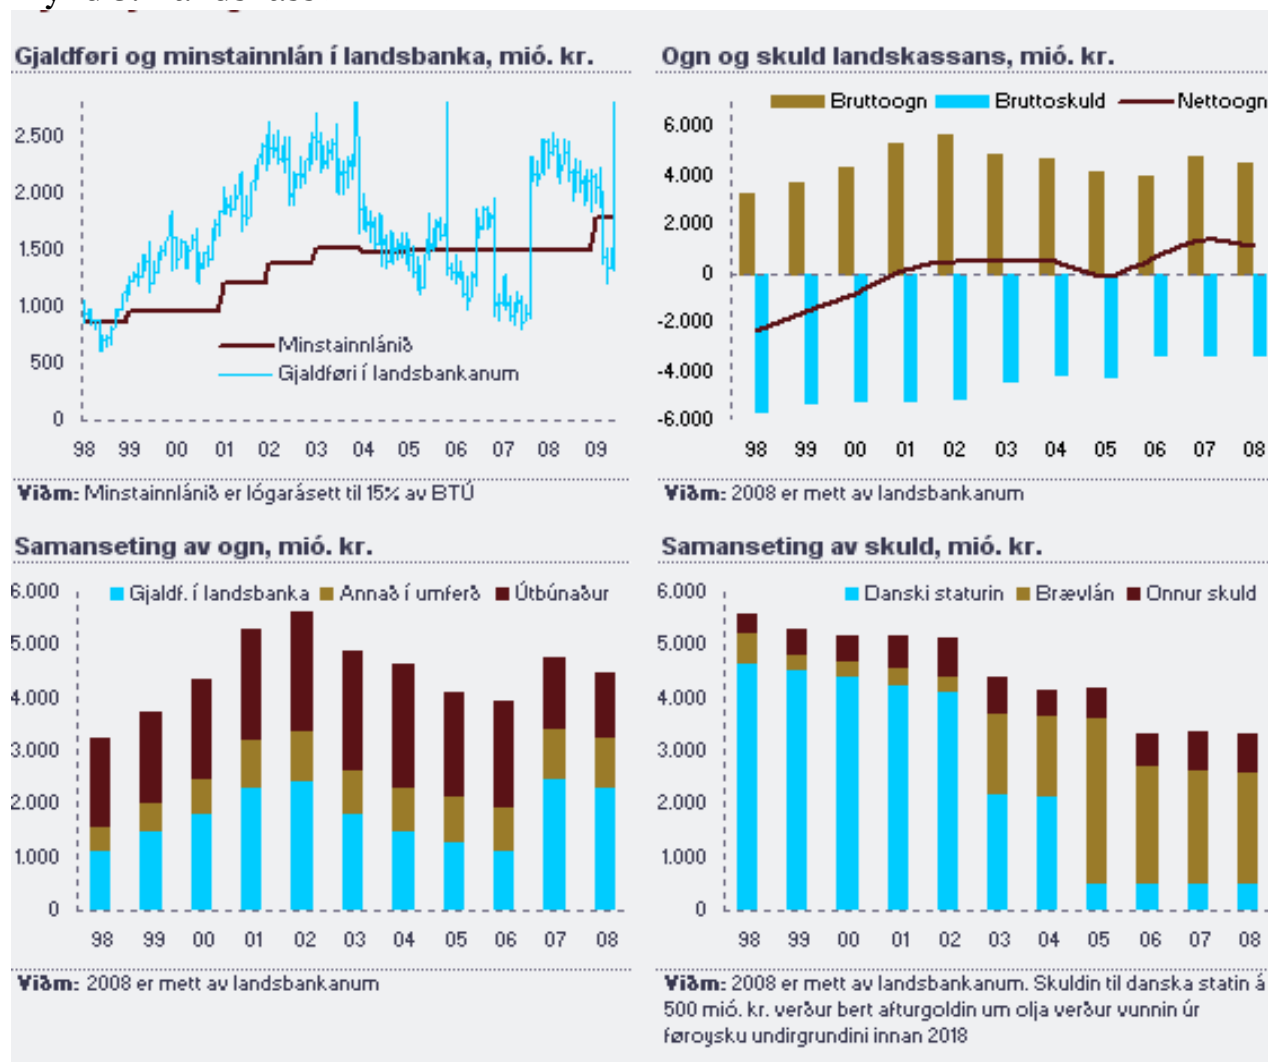 Gjaldføri og minstainnlán í landsbanka, mió. kr.
2.500
2.000
1.500
1.000
500
0
Minstainnlánið
Gjaldføri í landsbankanum
98 99 00 01 02 03 04 05 06 07 08 09
Viðm: Minstainnlánið er lógarásett til 15% av BTÚ
Ogn og skuld landskassans, mió. kr.
Bruttoogn Bruttoskuld Nettoogn
6.000
4.000
2.000
0
-2.000
-4.000
-6.000
98 99 00 01 02 03 04 05 06 07 08
Viðm: 2008 er mett av landsbankanum
Samanseting av ogn, mió. kr.
Gjaldf. í landsbanka Annað í umferð Útbúnaður
6.000
5.000
4.000
3.000
2.000
1.000
0
98 99 00 01 02 03 04 05 06 07 08
Viðm: 2008 er mett av landsbankanum
Samanseting av skuld, mió. kr.
Danski staturin Brævlán Onnur skuld
6.000
5.000
4.000
3.000
2.000
1.000
0
98 99 00 01 02 03 04 05 06 07 08
Viðm: 2008 er mett av landsbankanum. Skuldin til danska statin á
500 mió. kr. verður bert afturgoldin um olja verður vunnin úr
føroysku undirgrundini innan 2018